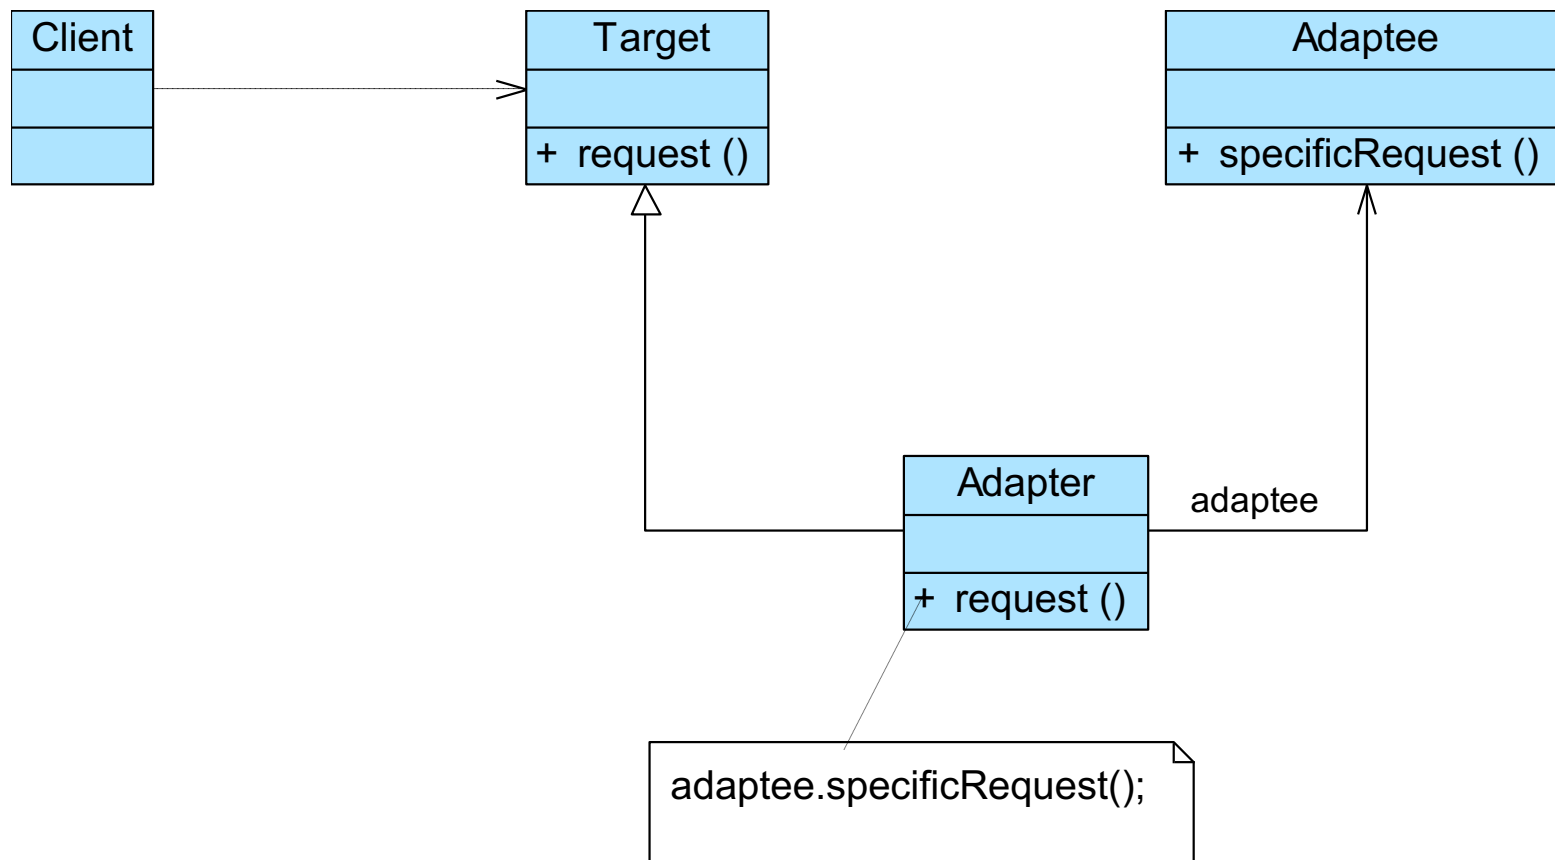 Client
Target
Adaptee
+ request ()
+ specificRequest ()
Adapter
adaptee
+ request ()
adaptee.specificRequest();